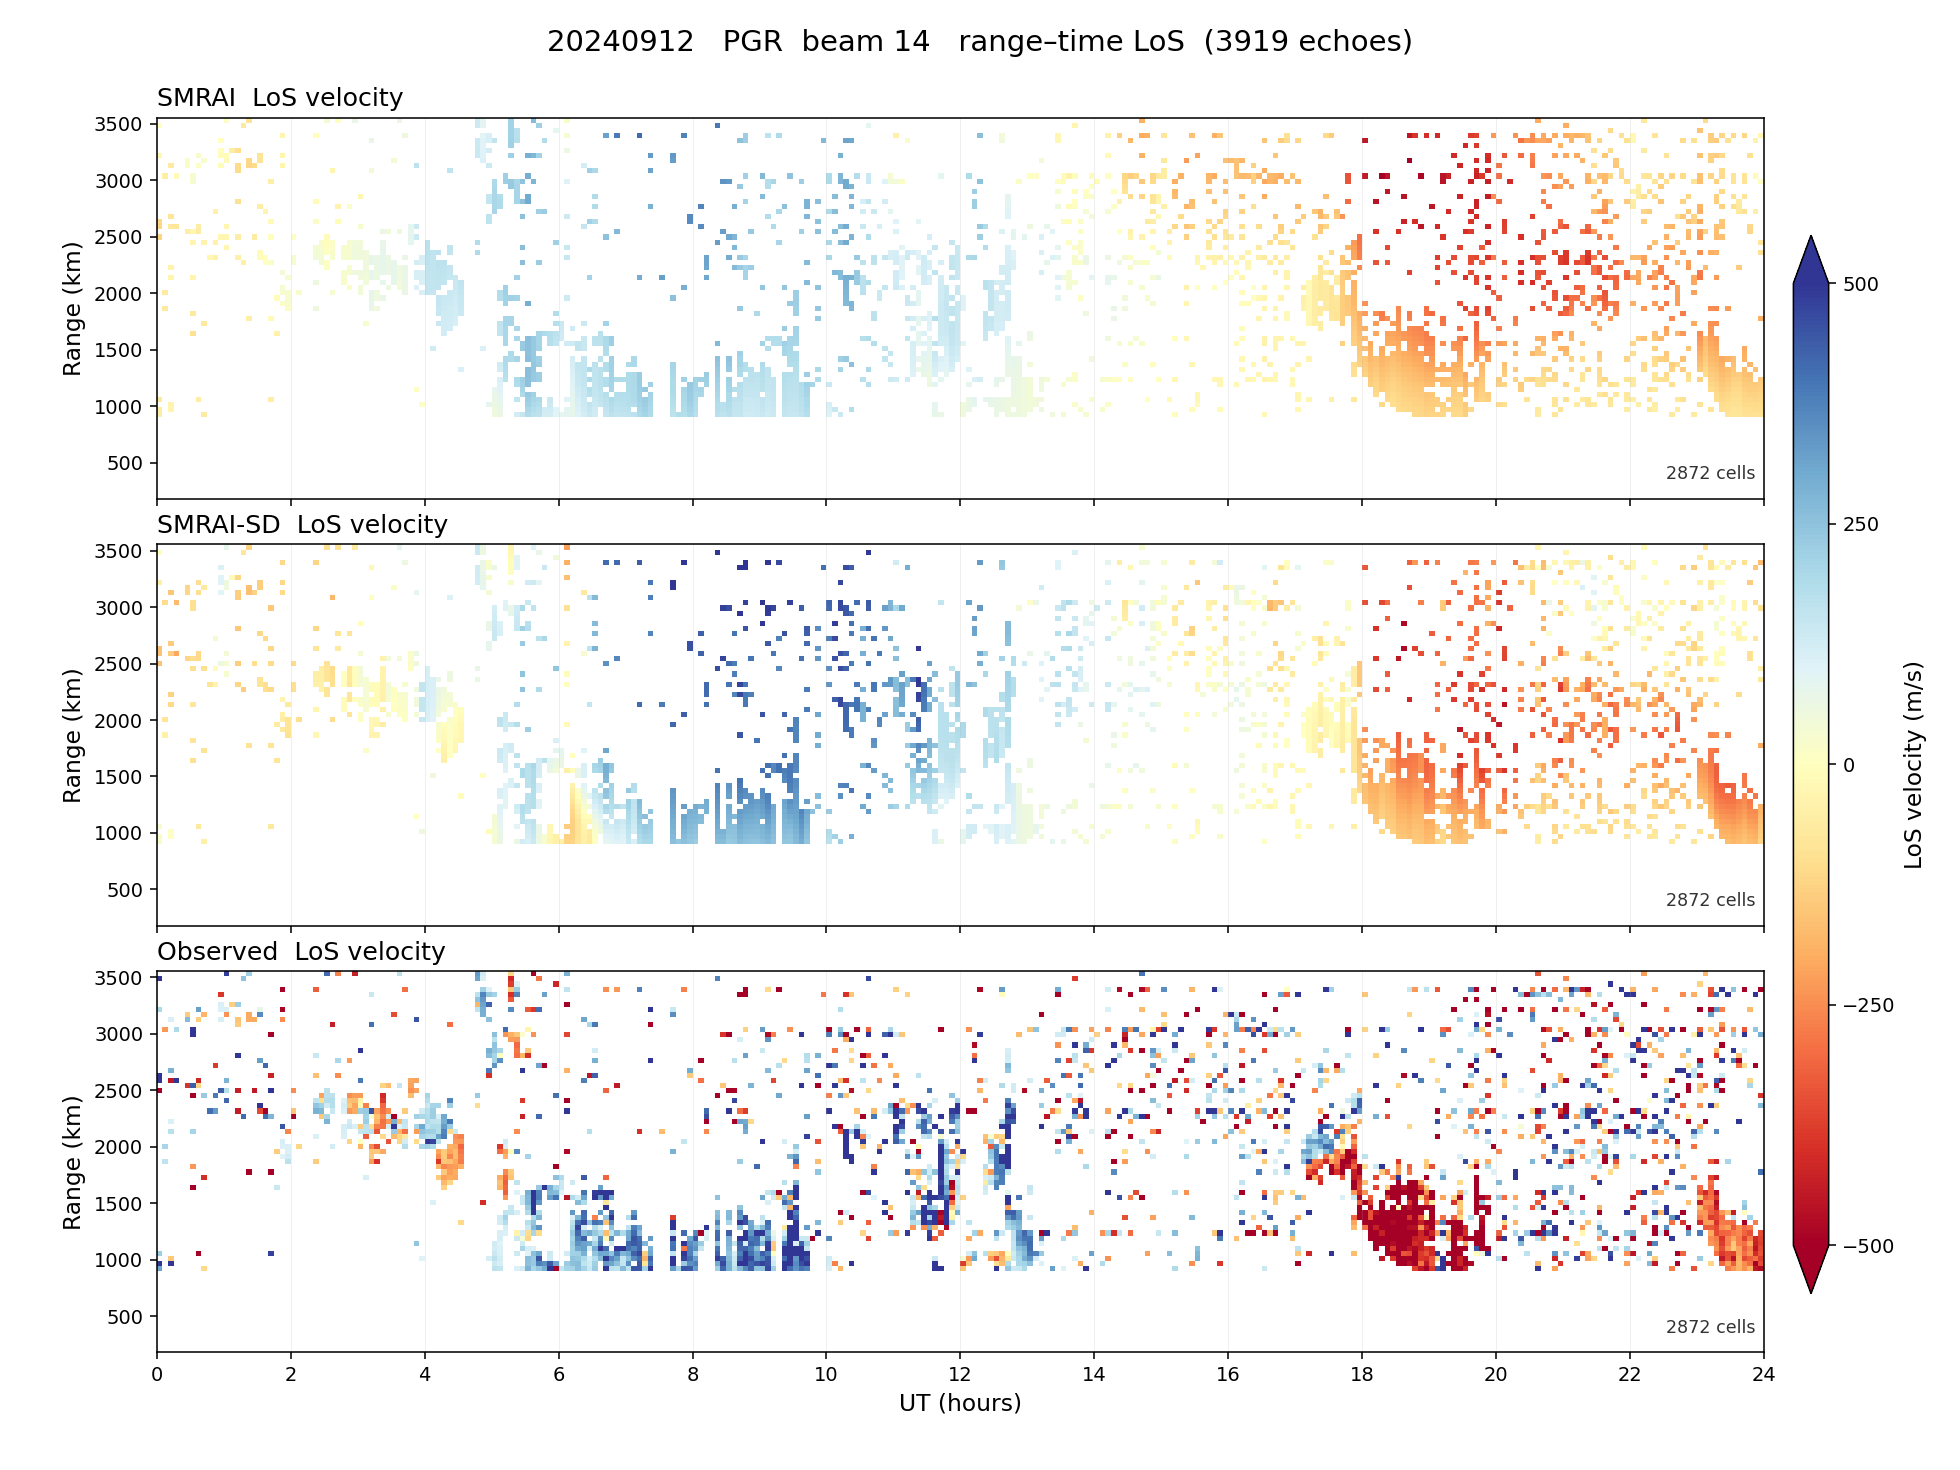 20240912   PGR  beam 14   range–time LoS  (3919 echoes)
SMRAI  LoS velocity
3500
3000
2500
2000
1500
1000
500
Range (km)
2872 cells
SMRAI-SD  LoS velocity
3500
3000
2500
2000
1500
1000
500
Range (km)
2872 cells
Observed  LoS velocity
3500
3000
2500
2000
1500
1000
500
Range (km)
2872 cells
0 2 4 6 8 10 12 14 16 18 20 22 24
UT (hours)
500
250
0
−250
−500
LoS velocity (m/s)